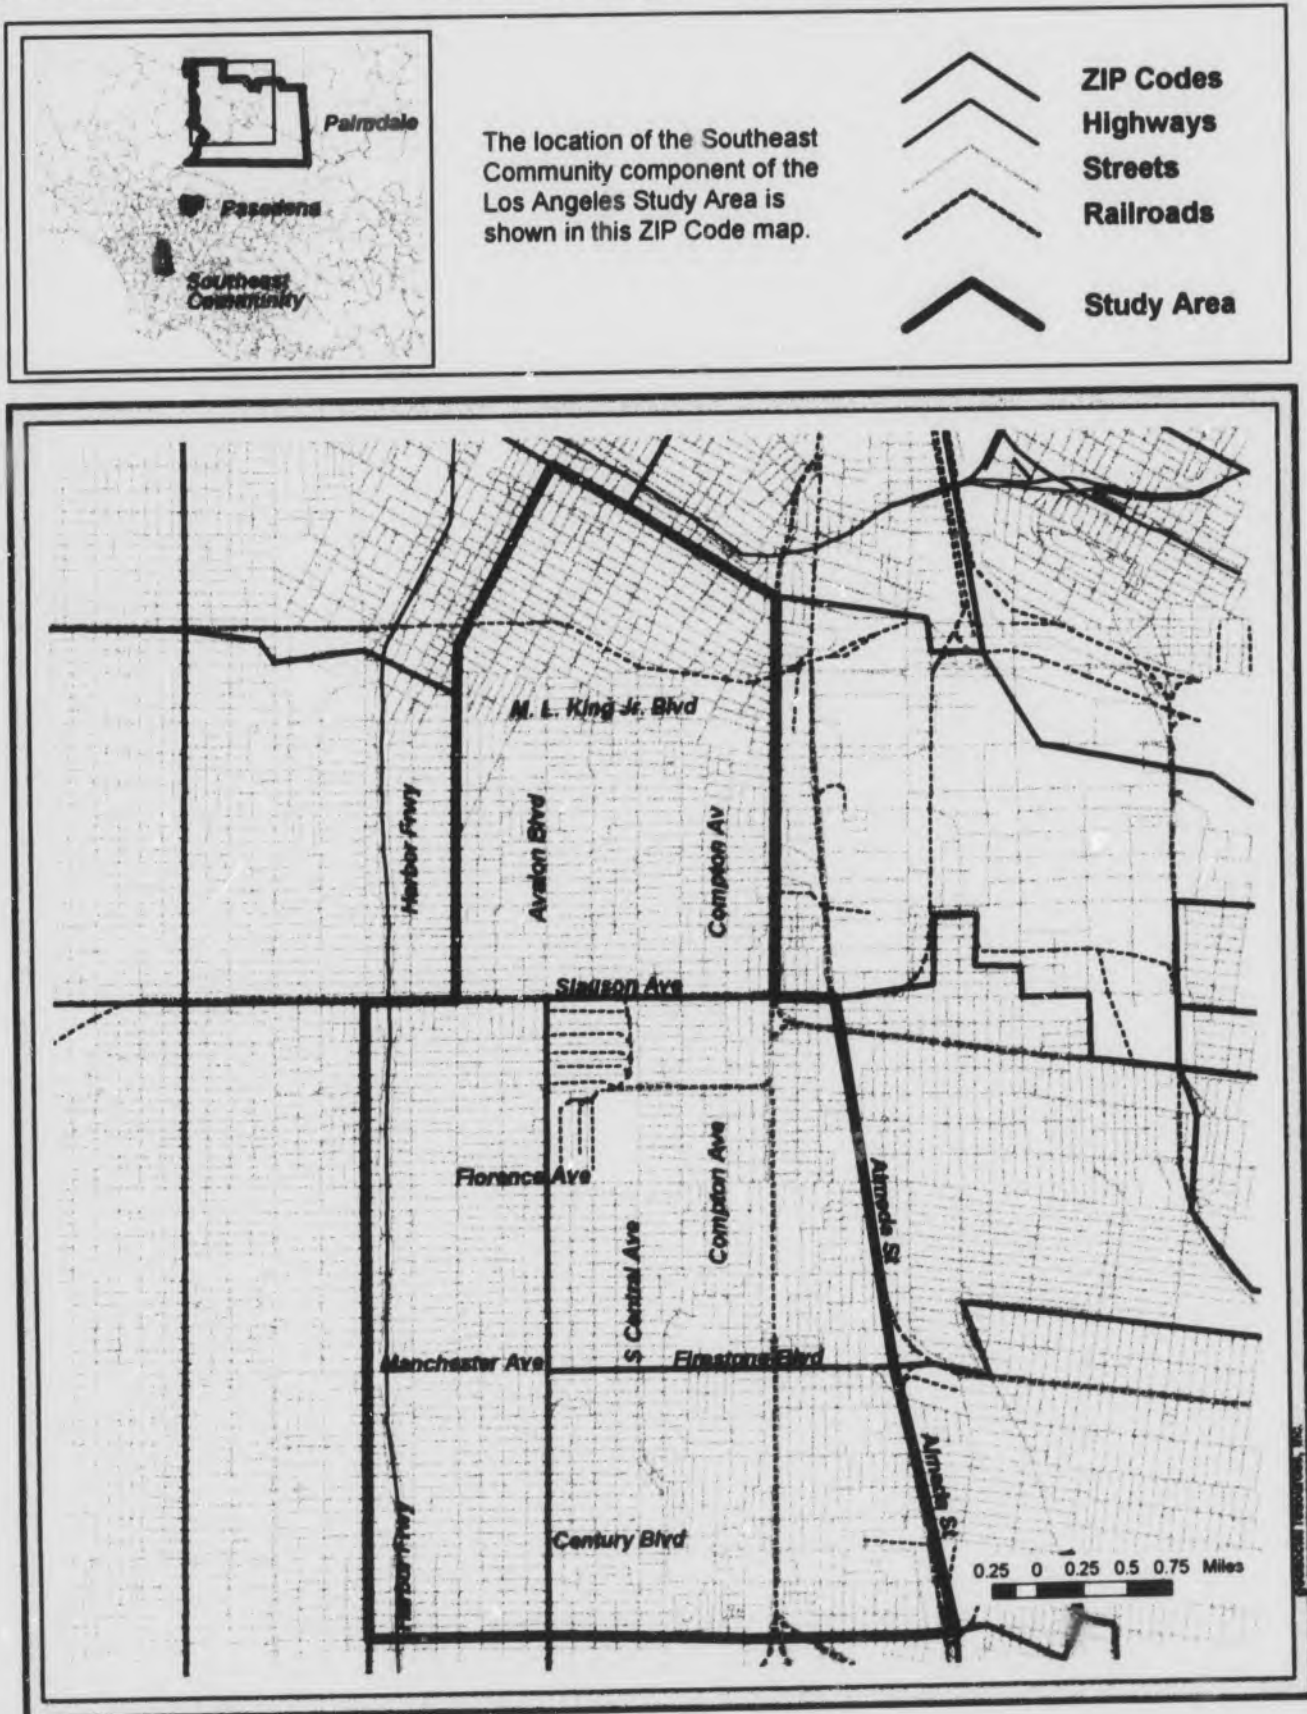 Palmdale
Pasedena
Southeast
Community
The location of the Southeast
Community component of the
Los Angeles Study Area is
shown in this ZIP Code map.
ZIP Codes
Highways
Streets
Railroads
Study Area
M. L. King Jr. Blvd
Harbor Frwy
Avalon Blvd
Compton Av
Slauson Ave
Florence Ave
S Central Ave
Compton Ave
Almeda St
Manchester Ave
Firestone Blvd
Almeda St
Century Blvd
Harbor Frwy
0.25 0 0.25 0.5 0.75 Miles